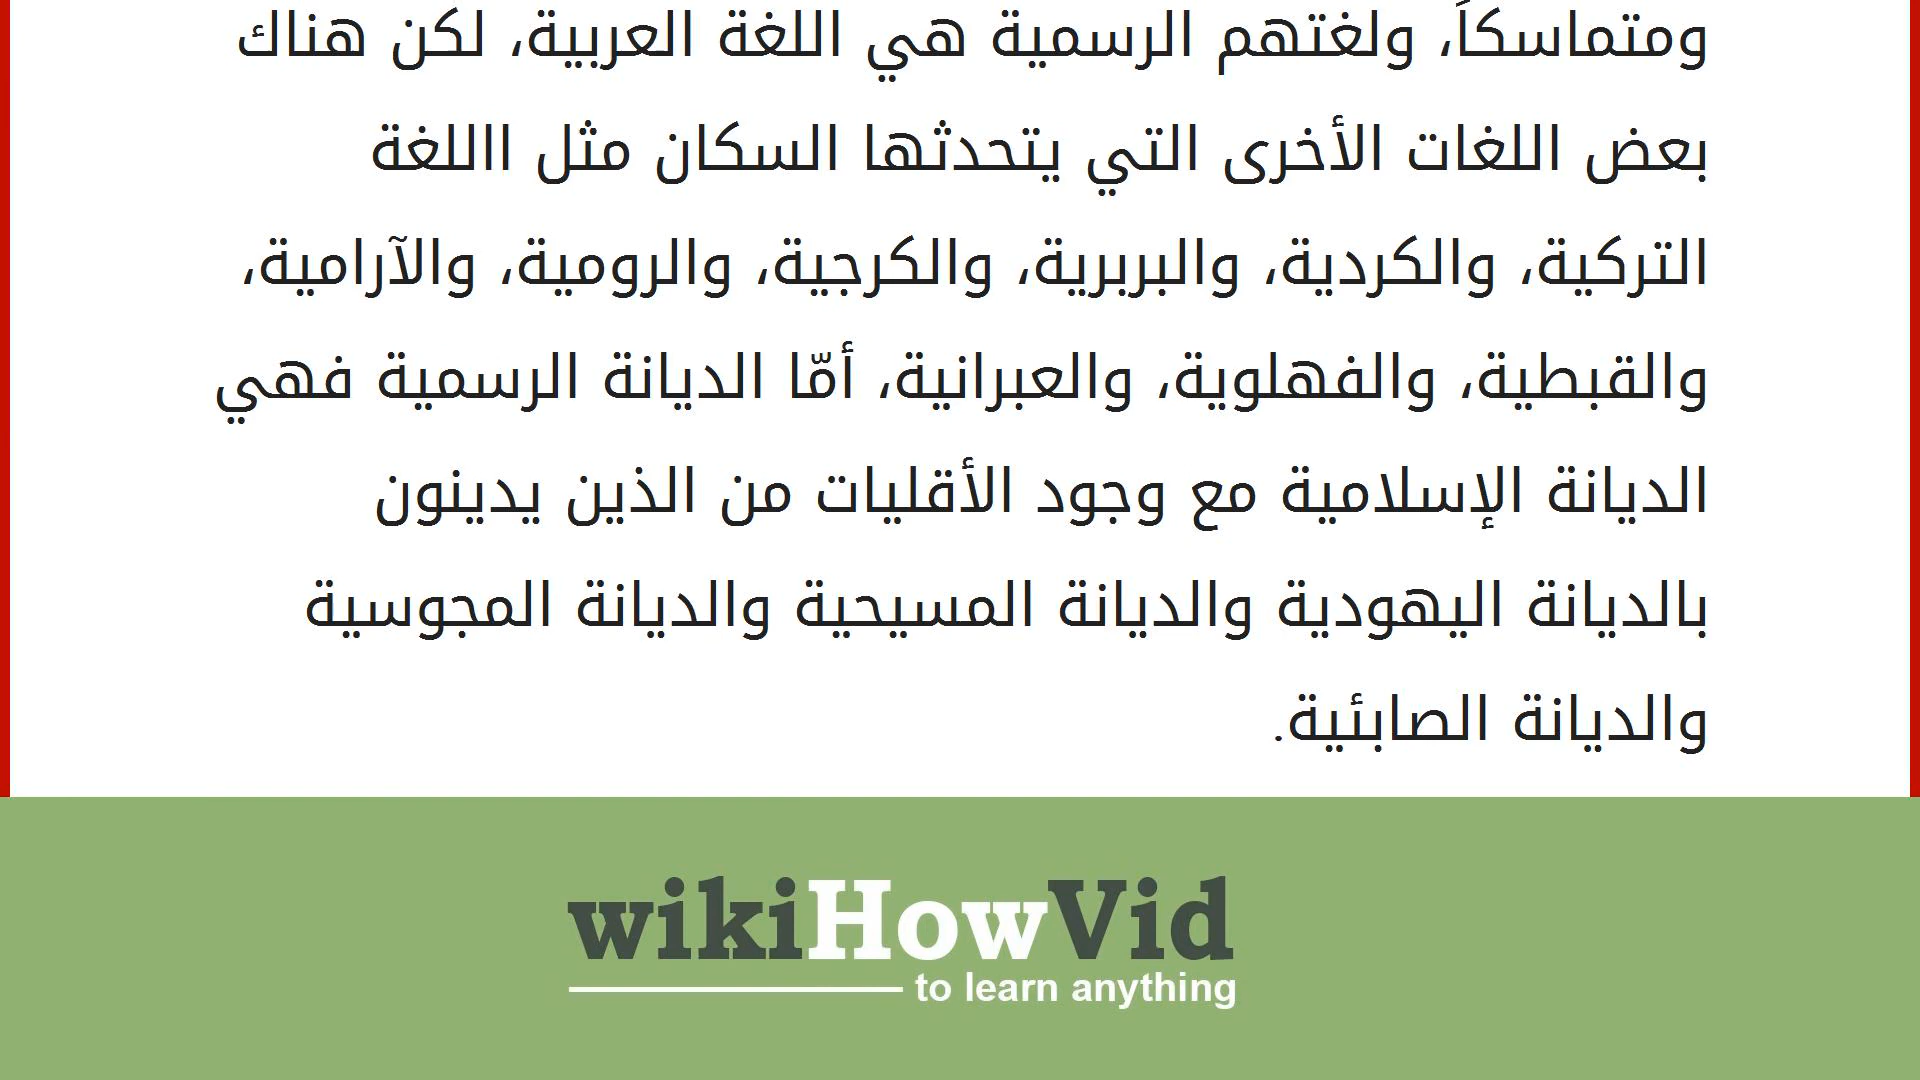 ومتماسكاً، ولغتهم الرسمية هي اللغة العربية، لكن هناك
بعض اللغات الأخرى التي يتحدثها السكان مثل االلغة
التركية، والكردية، والبربرية، والكرجية، والرومية، والآرامية،
والقبطية، والفهلوية، والعبرانية، أمّا الديانة الرسمية فهي
الديانة الإسلامية مع وجود الأقليات من الذين يدينون
بالديانة اليهودية والديانة المسيحية والديانة المجوسية
والديانة الصابئية.
wikiHowVid
to learn anything